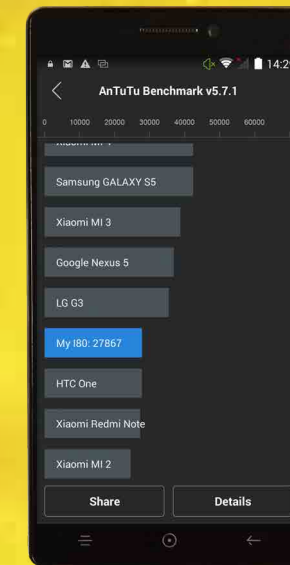 14:29
AnTuTu Benchmark v5.7.1
0 10000 20000 30000 40000 50000 60000
Samsung GALAXY S5
Xiaomi MI 3
Google Nexus 5
LG G3
My I80: 27867
HTC One
Xiaomi Redmi Note
Xiaomi MI 2
Share Details